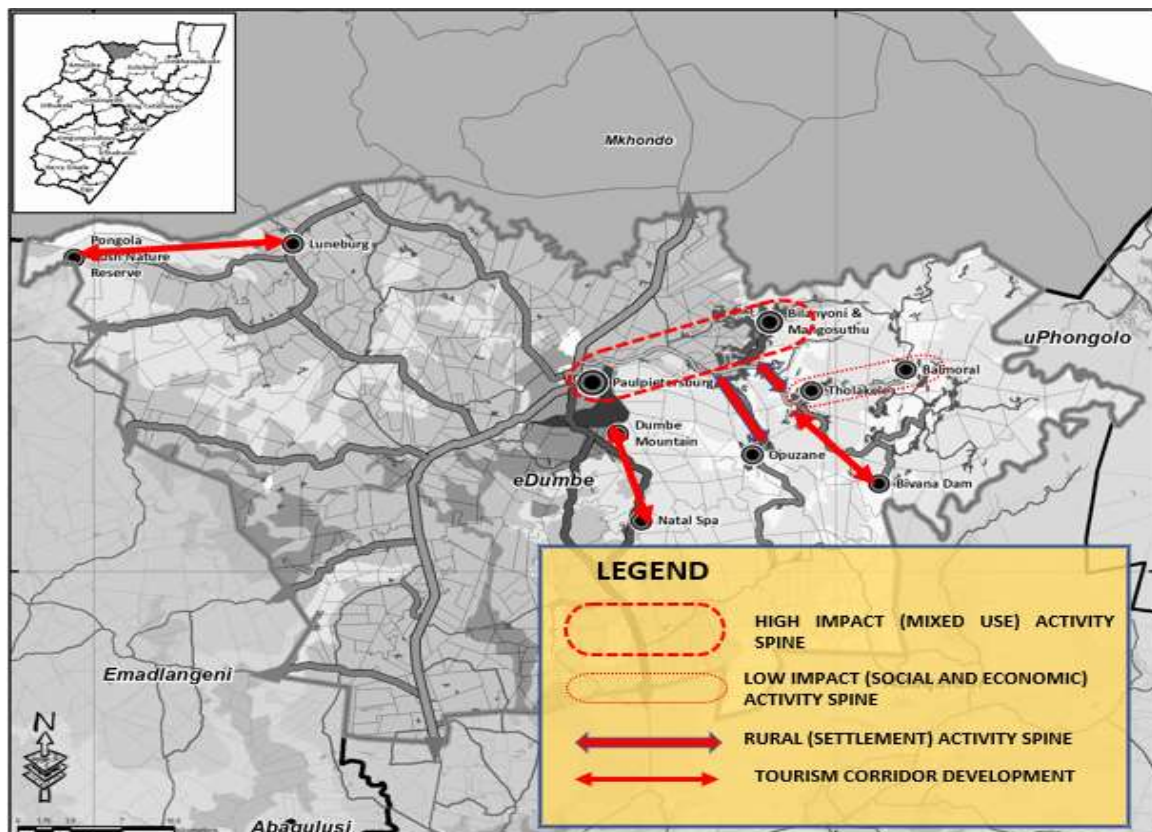 Mkhondo
Pongola
Bush Nature
Reserve
Luneburg
Bilanyoni &
Mangosuthu
uPhongolo
Paulpietersburg
Tholakele
Balmoral
Dumbe
Mountain
eDumbe
Opuzane
Bivana Dam
Natal Spa
LEGEND
HIGH IMPACT (MIXED USE) ACTIVITY
SPINE
LOW IMPACT (SOCIAL AND ECONOMIC)
ACTIVITY SPINE
RURAL (SETTLEMENT) ACTIVITY SPINE
TOURISM CORRIDOR DEVELOPMENT
Emadlangeni
N
Abaqulusi